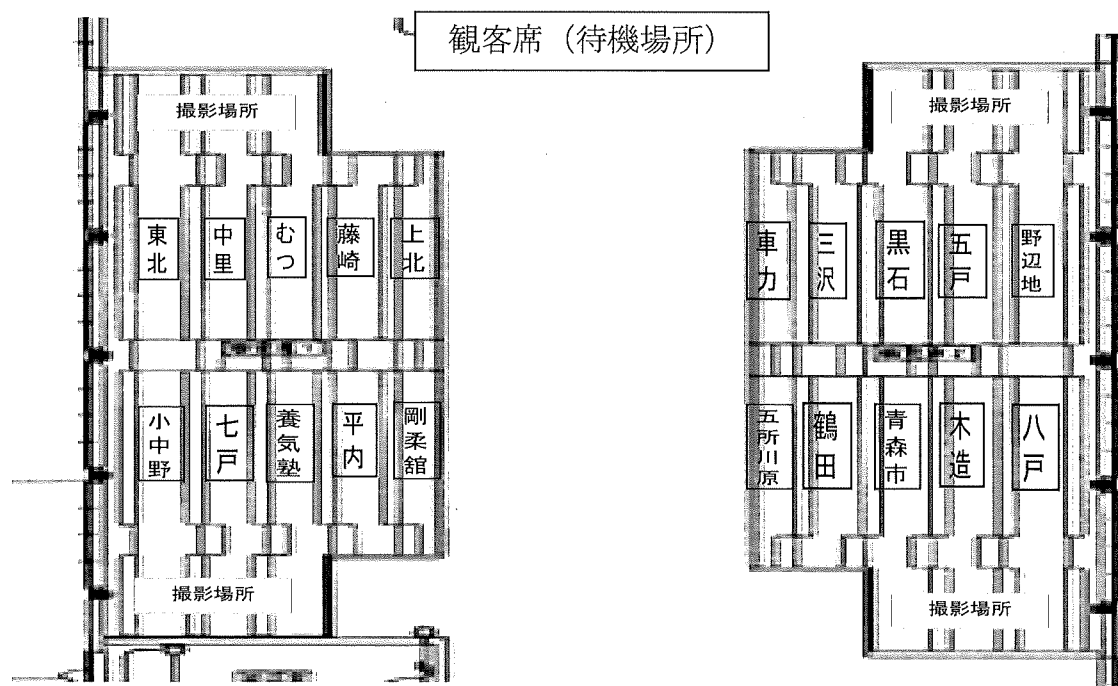 観客席（待機場所）
撮影場所
撮影場所
東北
中里
むつ
藤崎
上北
車力
三沢
黒石
五戸
野辺地
小中野
七戸
養気塾
平内
剛柔舘
五所川原
鶴田
青森市
木造
八戸
撮影場所
撮影場所